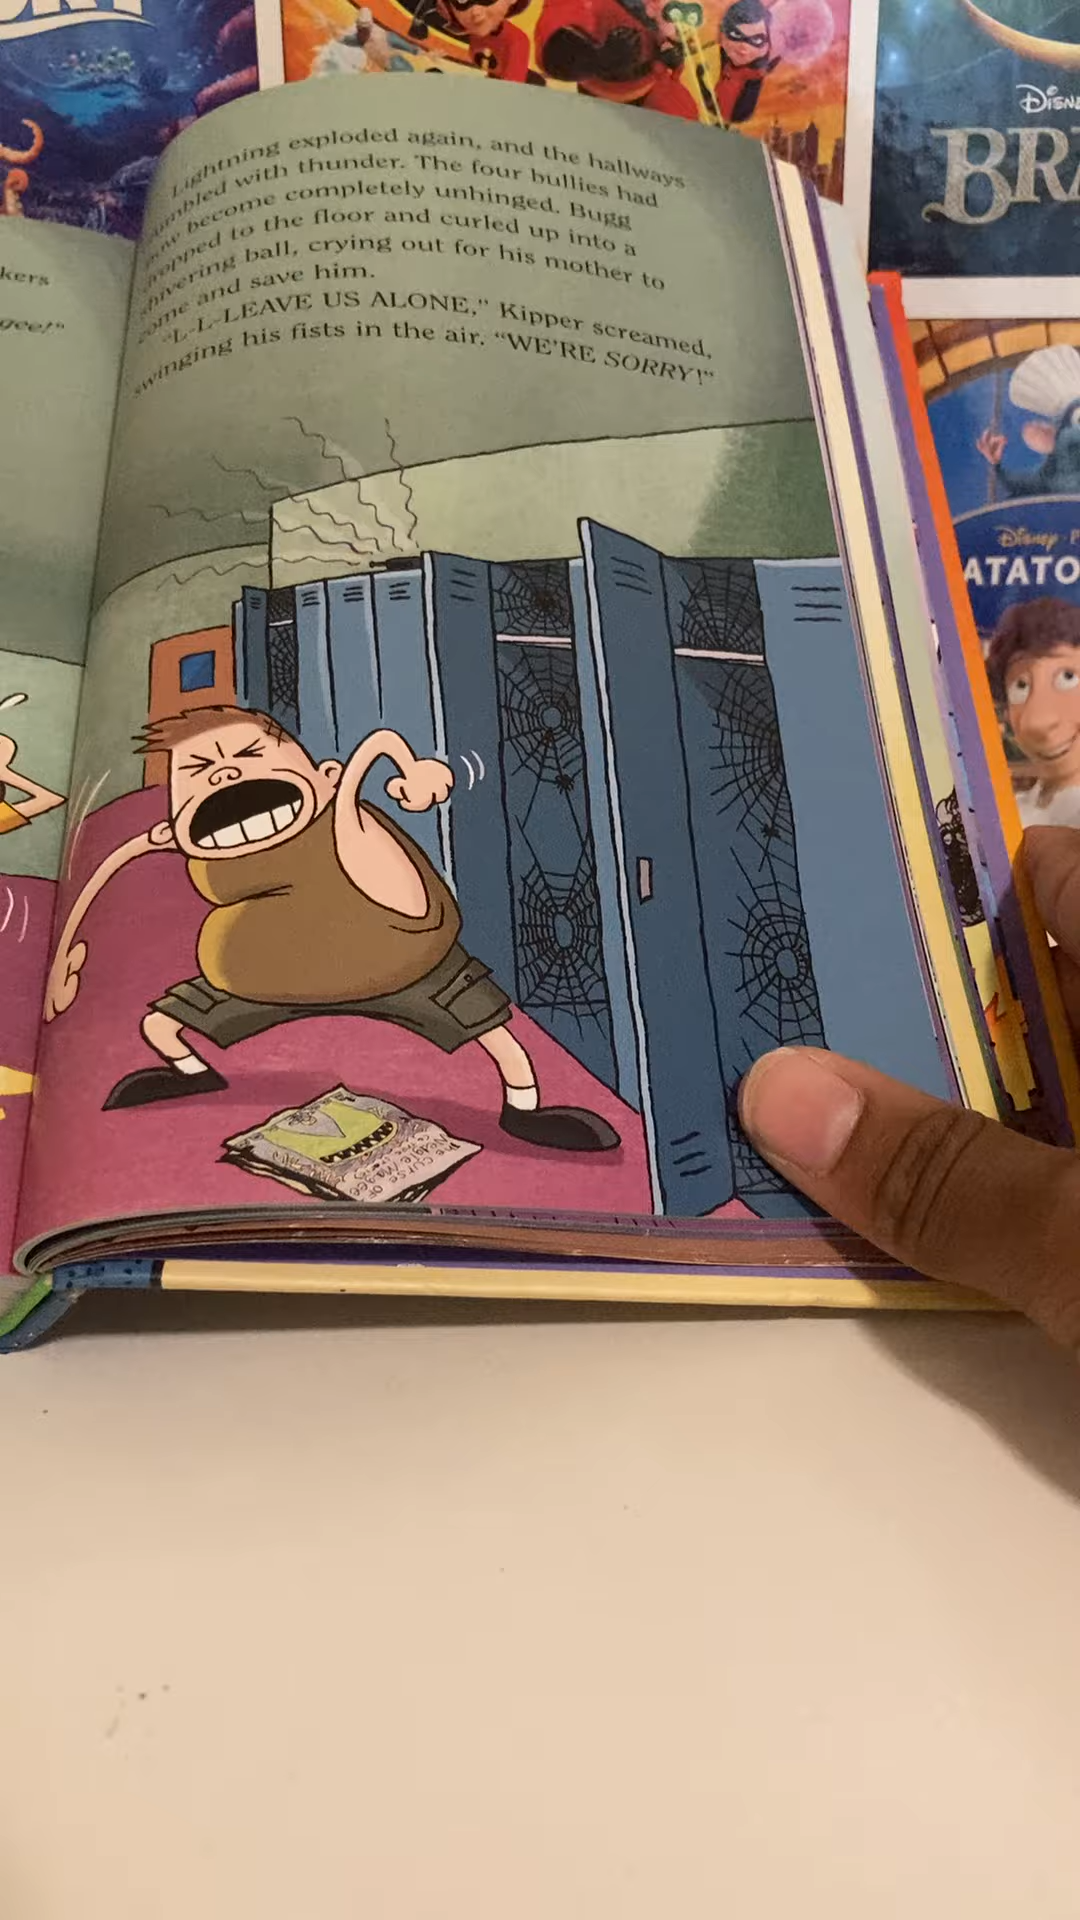 DISNEY
BRA
kers
gee!"
Lightning exploded again, and the hallways
rumbled with thunder. The four bullies had
now become completely unhinged. Bugg
dropped to the floor and curled up into a
shivering ball, crying out for his mother to
come and save him.
"L-L-LEAVE US ALONE," Kipper screamed,
swinging his fists in the air. "WE'RE SORRY!"
DISNEY · P
ATATO
The CURSE OF
Wedgie Magee